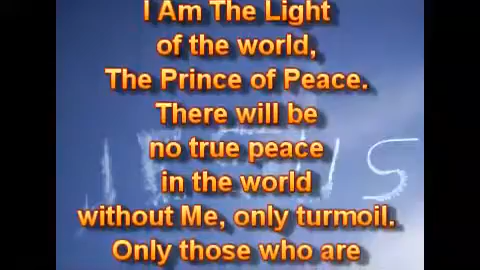 I Am The Light
of the world,
The Prince of Peace.
There will be
no true peace
in the world
without Me, only turmoil.
Only those who are